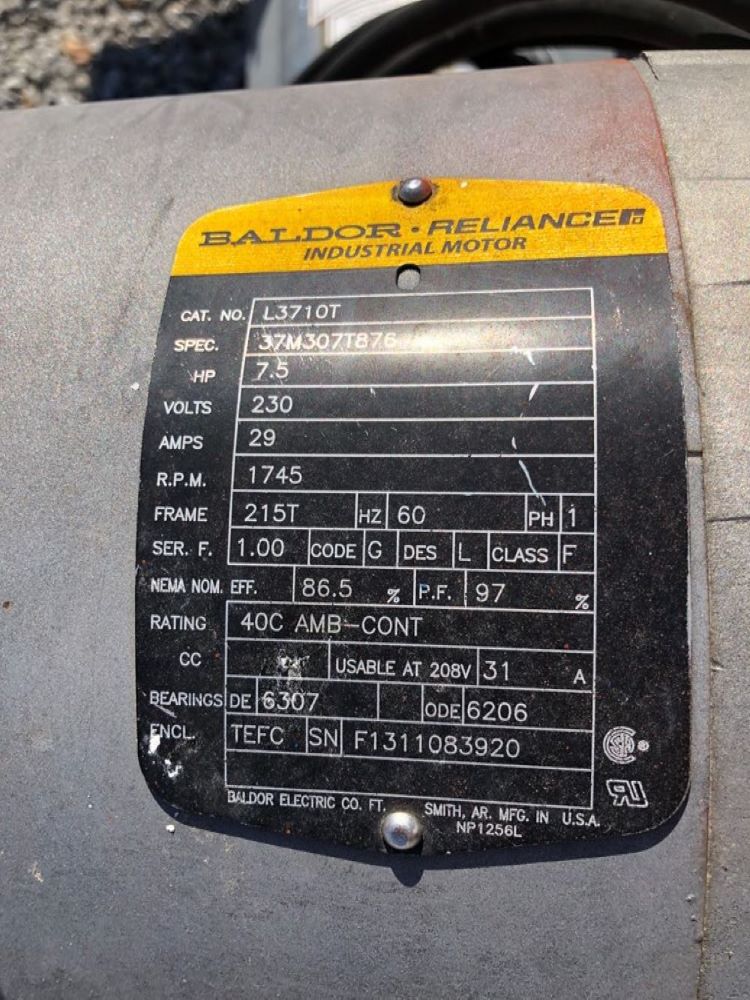 BALDOR • RELIANCE
INDUSTRIAL MOTOR
CAT. NO. L3710T
SPEC. 37M307T876
HP 7.5
VOLTS 230
AMPS 29
R.P.M. 1745
FRAME 215T HZ 60 PH 1
SER. F. 1.00 CODE G DES L CLASS F
NEMA NOM. EFF. 86.5 % P.F. 97 %
RATING 40C AMB-CONT
CC USABLE AT 208V 31 A
BEARINGS DE 6307 ODE 6206
ENCL. TEFC SN F1311083920
BALDOR ELECTRIC CO. FT. SMITH, AR. MFG. IN U.S.A.
NP1256L